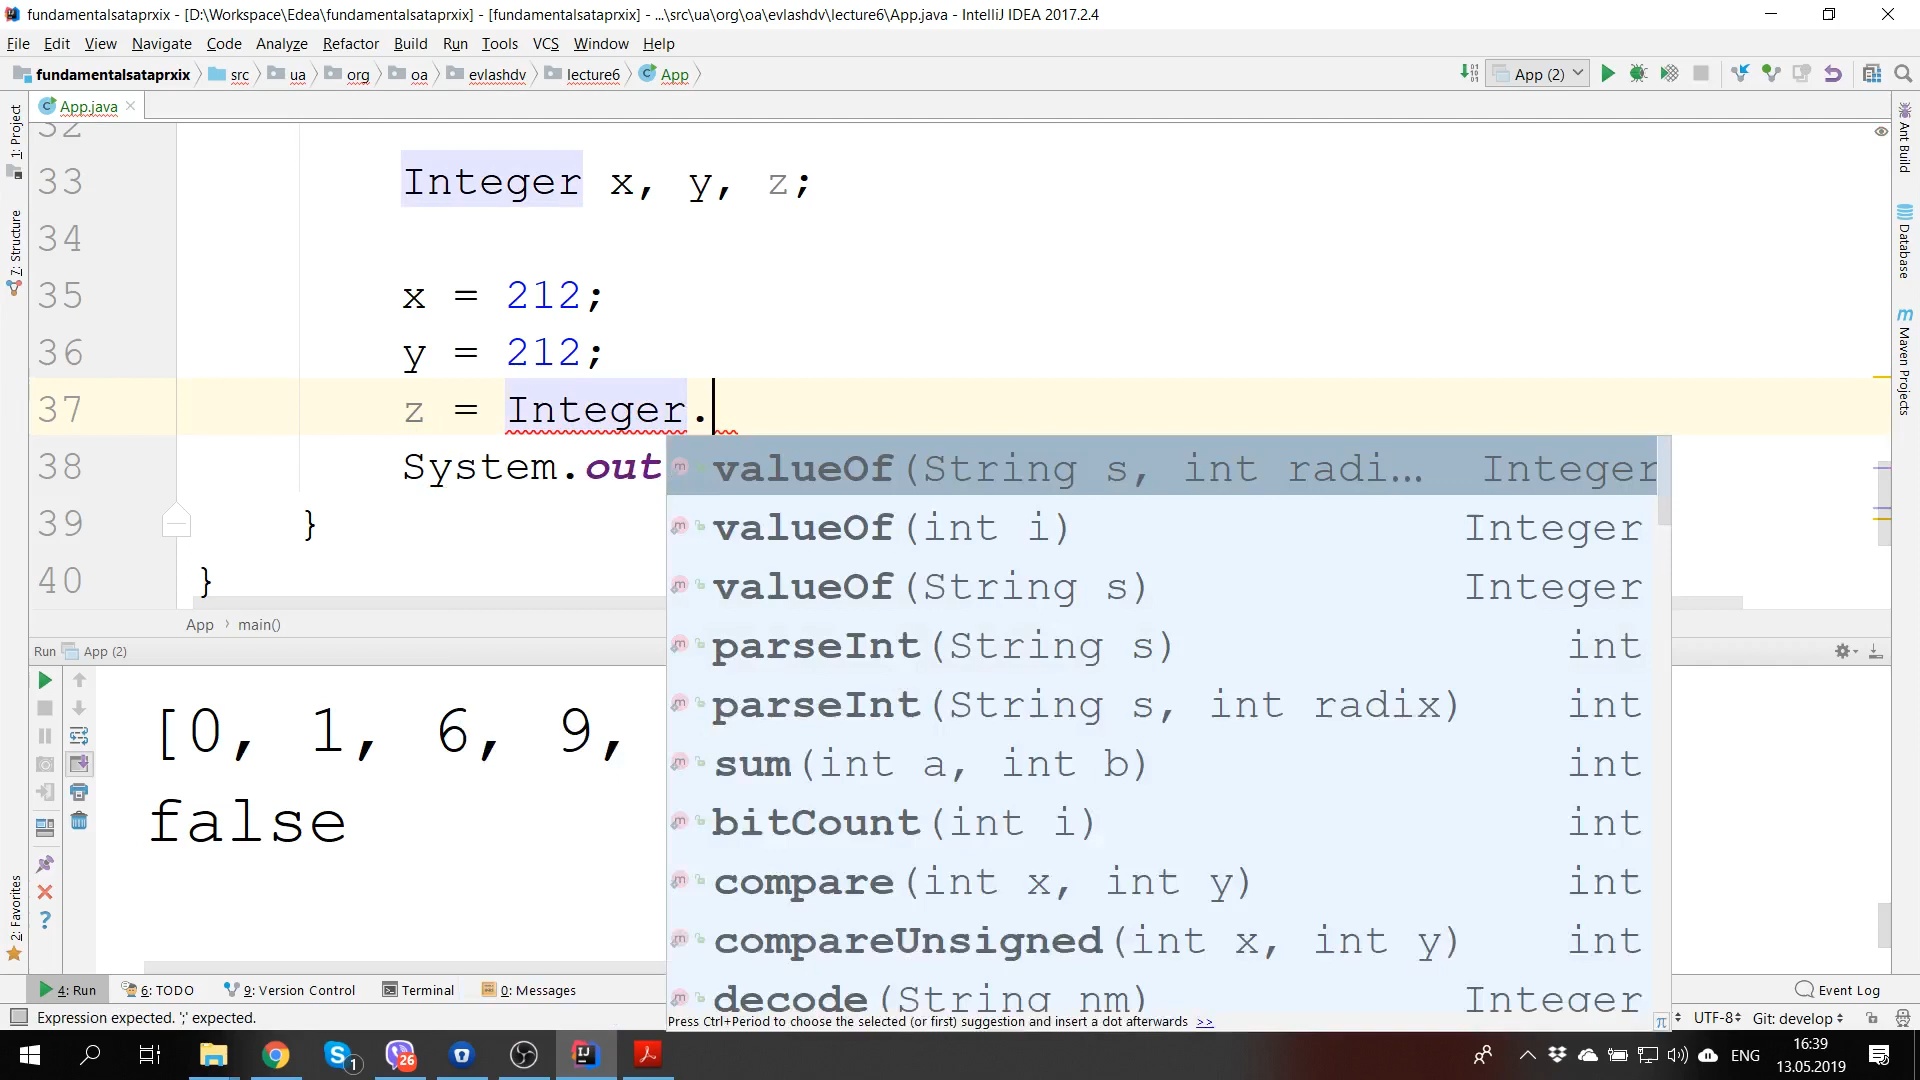 fundamentalsataprxix - [D:\Workspace\Edea\fundamentalsataprxix] - [fundamentalsataprxix] - ...\src\ua\org\oa\evlashdv\lecture6\App.java - IntelliJ IDEA 2017.2.4
File Edit View Navigate Code Analyze Refactor Build Run Tools VCS Window Help
fundamentalsataprxix src ua org oa evlashdv lecture6 App App (2)
App.java
1: Project
7: Structure
2: Favorites
Ant Build
Database
Maven Projects
32
33 Integer x, y, z;
34
35 x = 212;
36 y = 212;
37 z = Integer.
38 System.out
39 }
40 }
valueOf(String s, int radi... Integer
valueOf(int i) Integer
valueOf(String s) Integer
parseInt(String s) int
parseInt(String s, int radix) int
sum(int a, int b) int
bitCount(int i) int
compare(int x, int y) int
compareUnsigned(int x, int y) int
decode(String nm) Integer
Press Ctrl+Period to choose the selected (or first) suggestion and insert a dot afterwards >>
App main()
Run App (2)
[0, 1, 6, 9,
false
4: Run 6: TODO 9: Version Control Terminal 0: Messages Event Log
Expression expected. ';' expected. UTF-8 Git: develop
1 26 ENG 16:39
13.05.2019